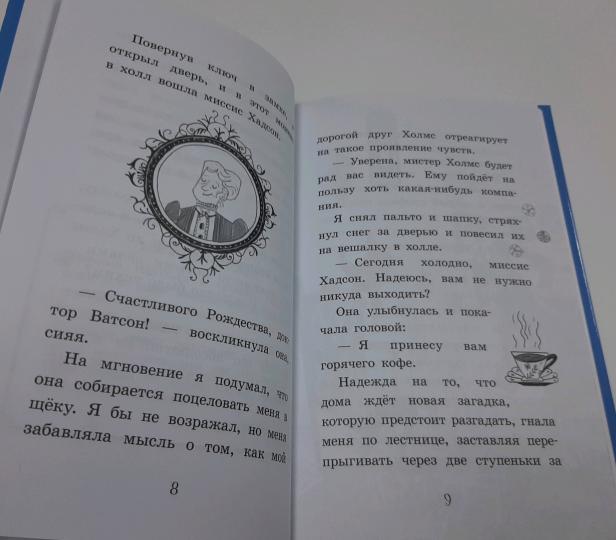 Повернув ключ в замке, я
открыл дверь, и в этот момент
в холл вошла миссис Хадсон.
— Счастливого Рождества, док-
тор Ватсон! — воскликнула она,
сияя.
На мгновение я подумал, что
она собирается поцеловать меня в
щёку. Я бы не возражал, но меня
забавляла мысль о том, как мой
8
дорогой друг Холмс отреагирует
на такое проявление чувств.
— Уверена, мистер Холмс будет
рад вас видеть. Ему пойдёт на
пользу хоть какая-нибудь компа-
ния.
Я снял пальто и шапку, стрях-
нул снег за дверью и повесил их
на вешалку в холле.
— Сегодня холодно, миссис
Хадсон. Надеюсь, вам не нужно
никуда выходить?
Она улыбнулась и пока-
чала головой:
— Я принесу вам
горячего кофе.
Надежда на то, что
дома ждёт новая загадка,
которую предстоит разгадать, гнала
меня по лестнице, заставляя пере-
прыгивать через две ступеньки за
9